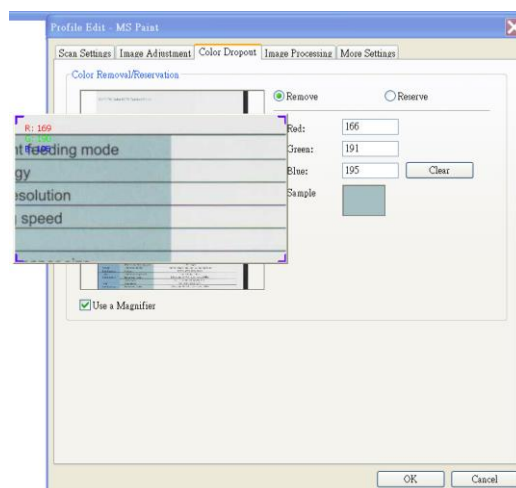 Profile Edit - MS Paint
Scan Settings Image Adjustment Color Dropout Image Processing More Settings
Color Removal/Reservation
Remove Reserve
R: 169
Red: 166
nt feeding mode
Green: 191
gy
Blue: 195 Clear
esolution
Sample
speed
Use a Magnifier
OK Cancel